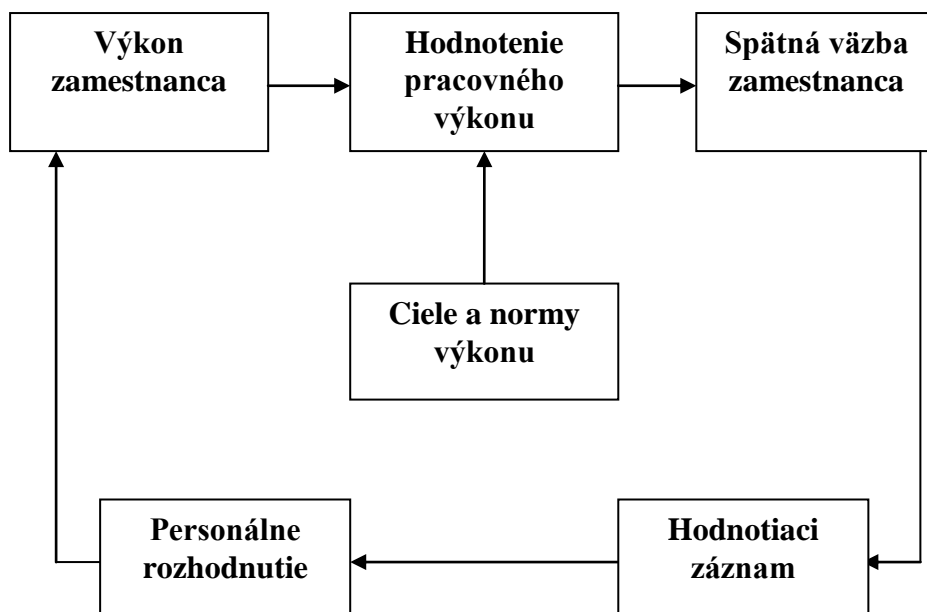 Výkon
zamestnanca
Hodnotenie
pracovného
výkonu
Spätná väzba
zamestnanca
Ciele a normy
výkonu
Personálne
rozhodnutie
Hodnotiaci
záznam